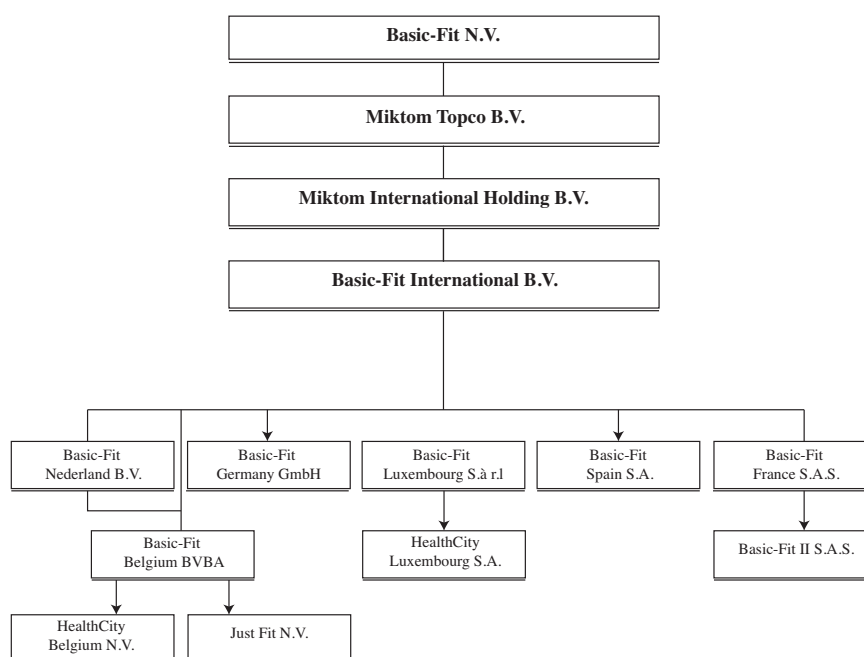 Basic-Fit N.V.
Miktom Topco B.V.
Miktom International Holding B.V.
Basic-Fit International B.V.
Basic-Fit
Nederland B.V.
Basic-Fit
Germany GmbH
Basic-Fit
Luxembourg S.à r.l
Basic-Fit
Spain S.A.
Basic-Fit
France S.A.S.
Basic-Fit
Belgium BVBA
HealthCity
Luxembourg S.A.
Basic-Fit II S.A.S.
HealthCity
Belgium N.V.
Just Fit N.V.